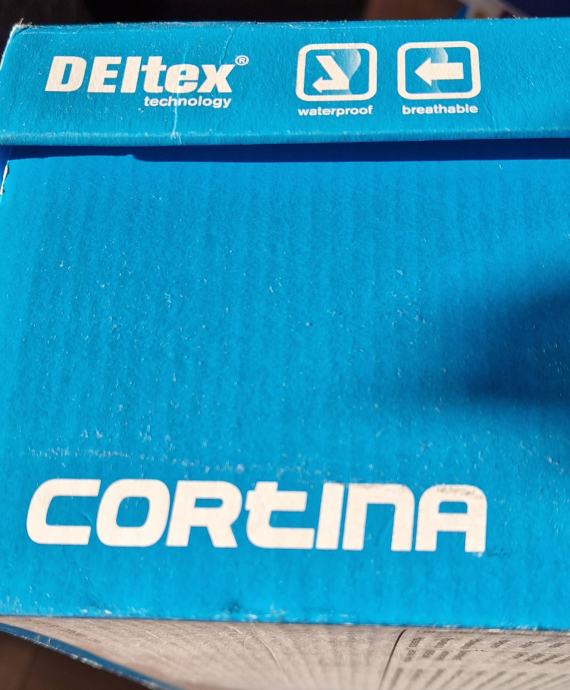 DEltex®
technology
waterproof
breathable
CORtINA